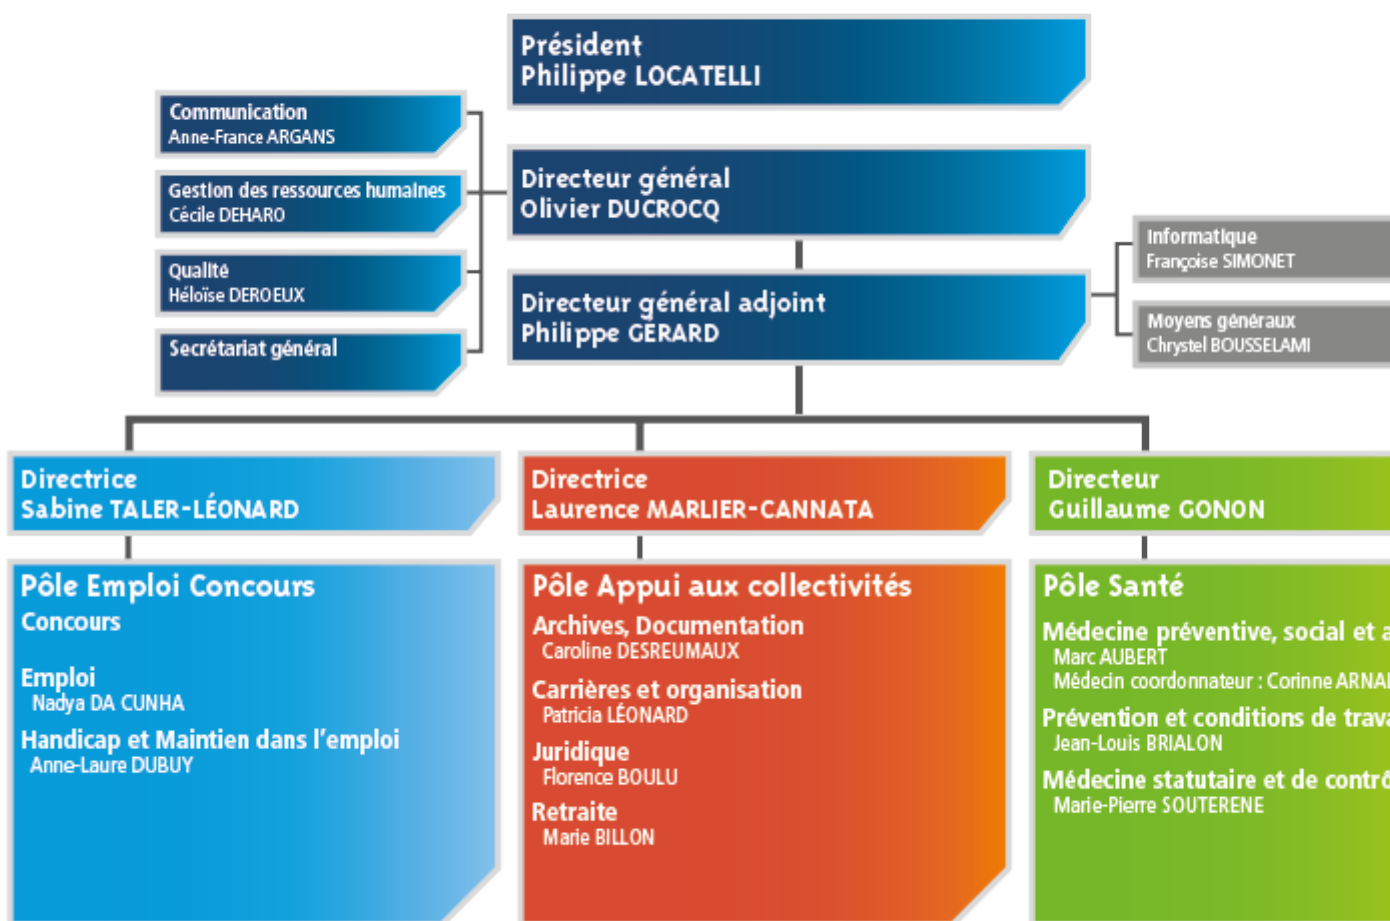 Président
Philippe LOCATELLI
Communication
Anne-France ARGANS
Gestion des ressources humaines
Cécile DEHARO
Qualité
Héloïse DEROEUX
Secrétariat général
Directeur général
Olivier DUCROCQ
Directeur général adjoint
Philippe GÉRARD
Informatique
Françoise SIMONET
Moyens généraux
Chrystel BOUSSELAMI
Directrice
Sabine TALER-LÉONARD
Pôle Emploi Concours
Concours
Emploi
Nadya DA CUNHA
Handicap et Maintien dans l'emploi
Anne-Laure DUBUY
Directrice
Laurence MARLIER-CANNATA
Pôle Appui aux collectivités
Archives, Documentation
Caroline DESREUMAUX
Carrières et organisation
Patricia LÉONARD
Juridique
Florence BOULU
Retraite
Marie BILLON
Directeur
Guillaume GONON
Pôle Santé
Médecine préventive, social et
Marc AUBERT
Médecin coordonnateur : Corinne
Prévention et conditions de
Jean-Louis BRIALON
Médecine statutaire et de
Marie-Pierre SOUTERENE